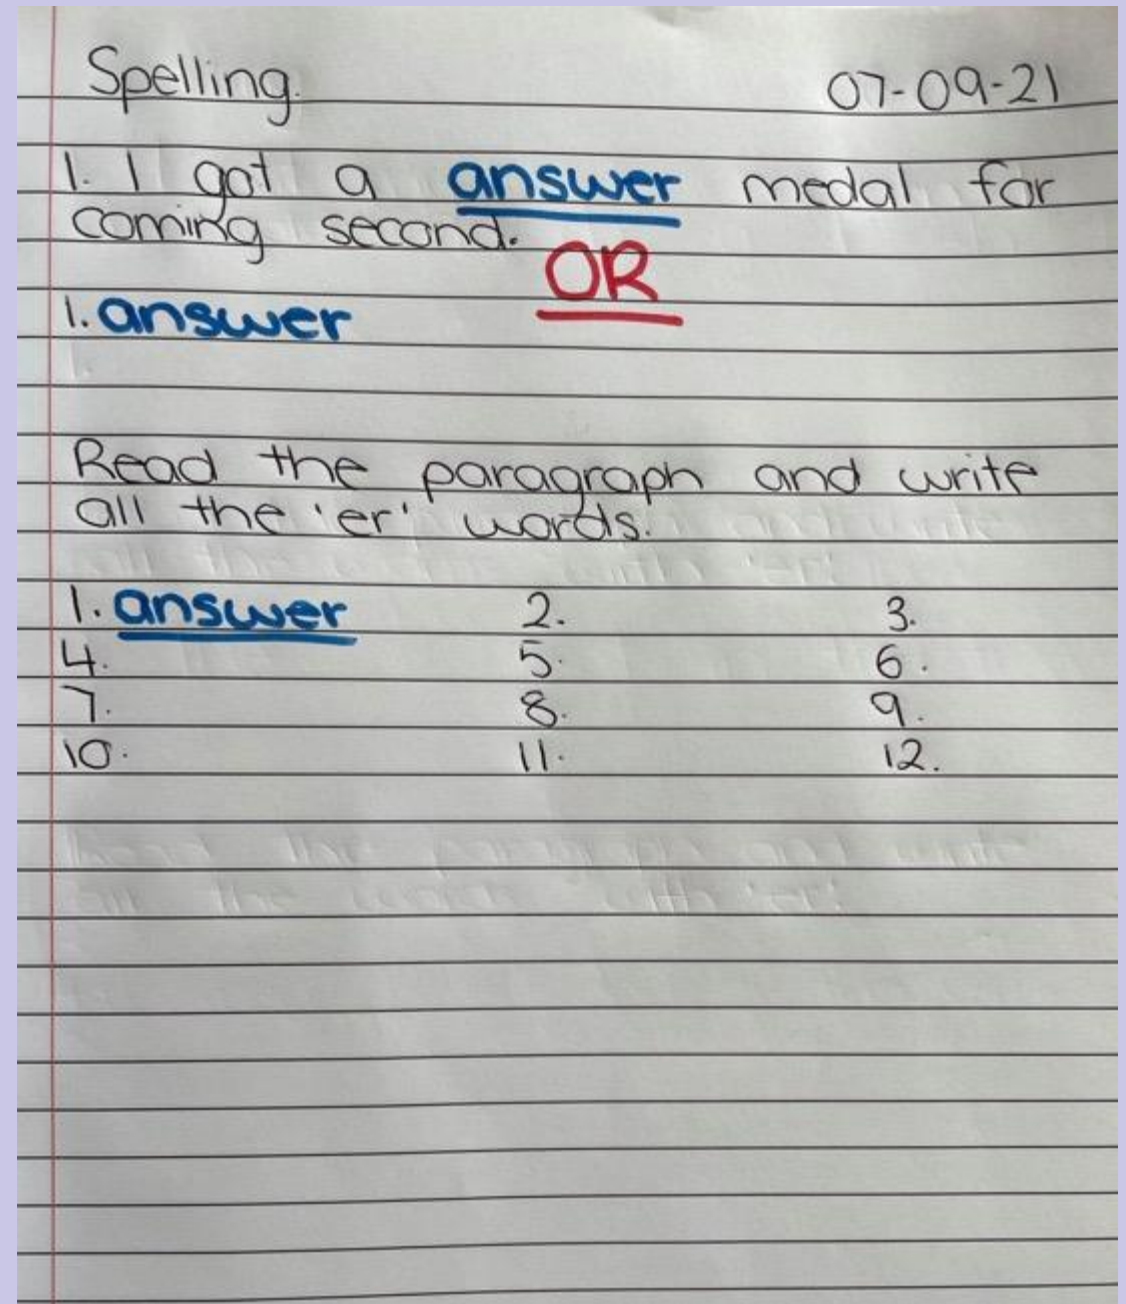 Spelling. 07-09-21
1. I got a answer medal for
coming second.
OR
1. answer
Read the paragraph and write
all the 'er' words.
1. answer 2. 3.
4. 5. 6.
7. 8. 9.
10. 11. 12.